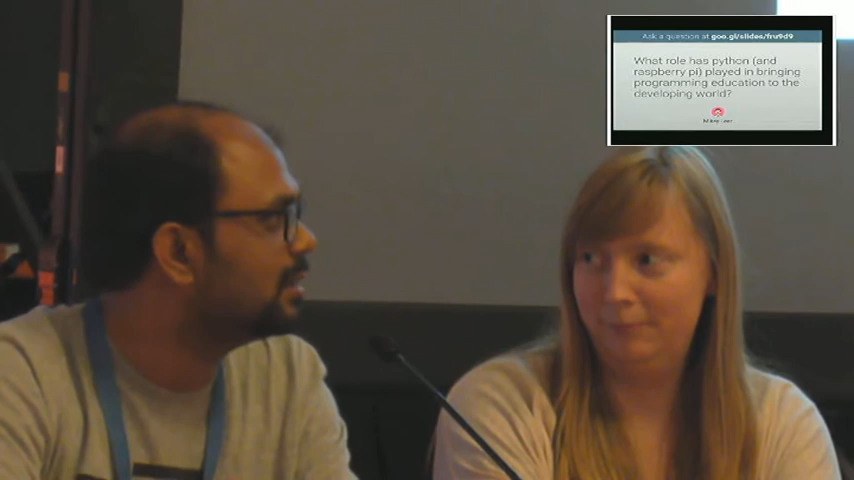 Ask a question at goo.gl/slides/fru9d9
What role has python (and
raspberry pi) played in bringing
programming education to the
developing world?